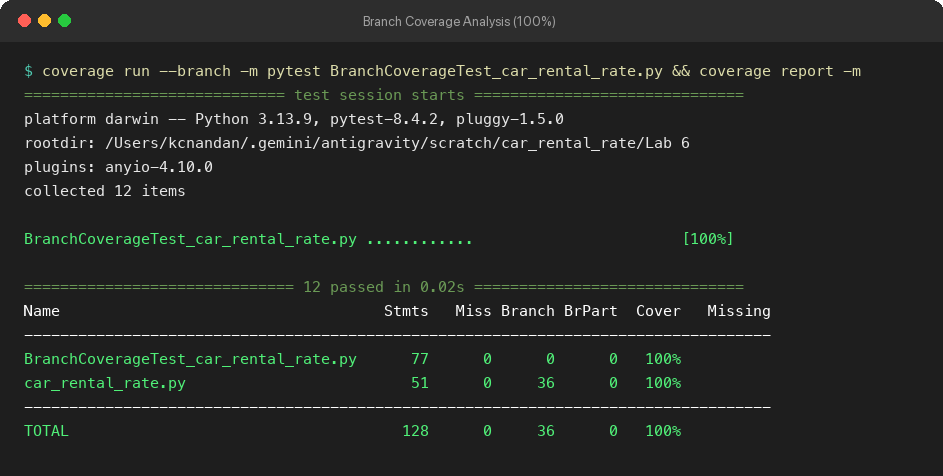 Branch Coverage Analysis (100%)
$ coverage run --branch -m pytest BranchCoverageTest_car_rental_rate.py && coverage report -m
============================= test session starts ==============================
platform darwin -- Python 3.13.9, pytest-8.4.2, pluggy-1.5.0
rootdir: /Users/kcnandan/.gemini/antigravity/scratch/car_rental_rate/Lab 6
plugins: anyio-4.10.0
collected 12 items
BranchCoverageTest_car_rental_rate.py ............ [100%]
============================== 12 passed in 0.02s ==============================
Name Stmts Miss Branch BrPart Cover Missing
-----------------------------------------------------------------------------------
BranchCoverageTest_car_rental_rate.py 77 0 0 0 100%
car_rental_rate.py 51 0 36 0 100%
-----------------------------------------------------------------------------------
TOTAL 128 0 36 0 100%